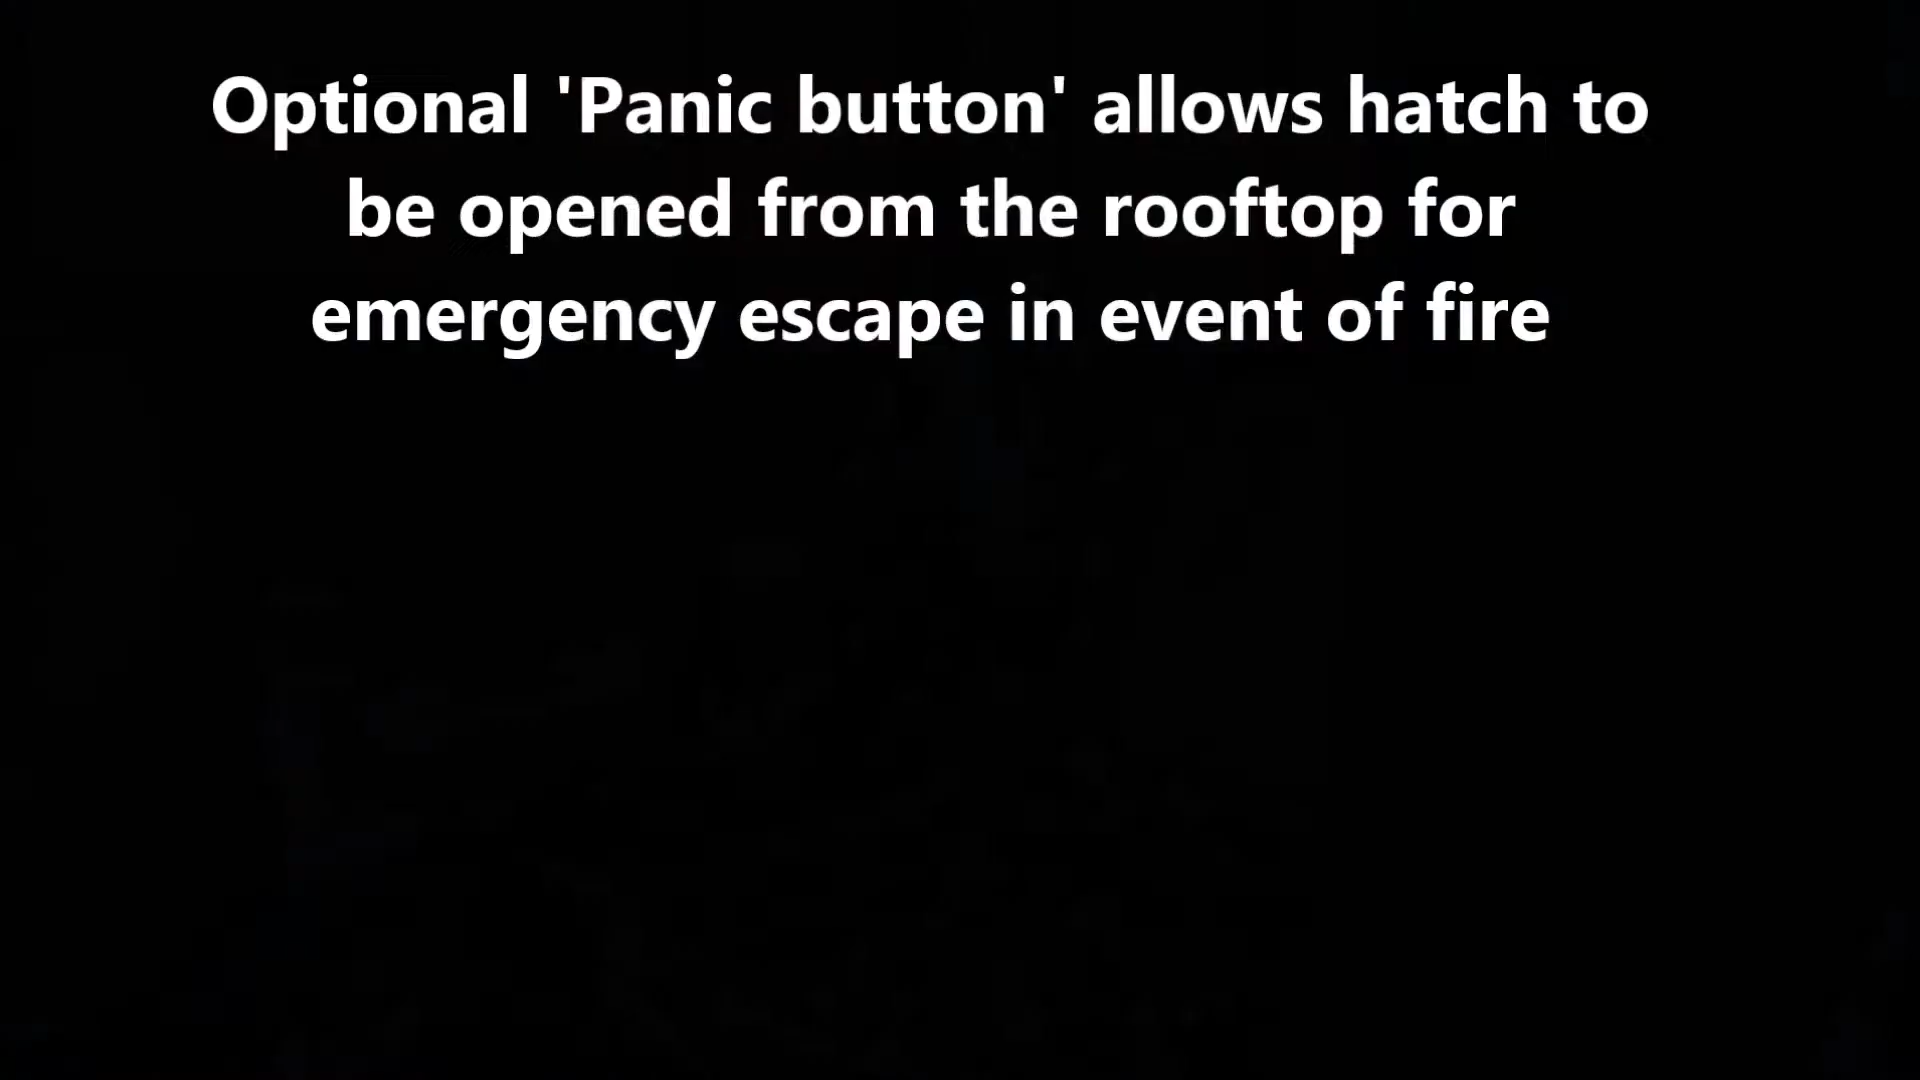 Optional 'Panic button' allows hatch to
be opened from the rooftop for
emergency escape in event of fire